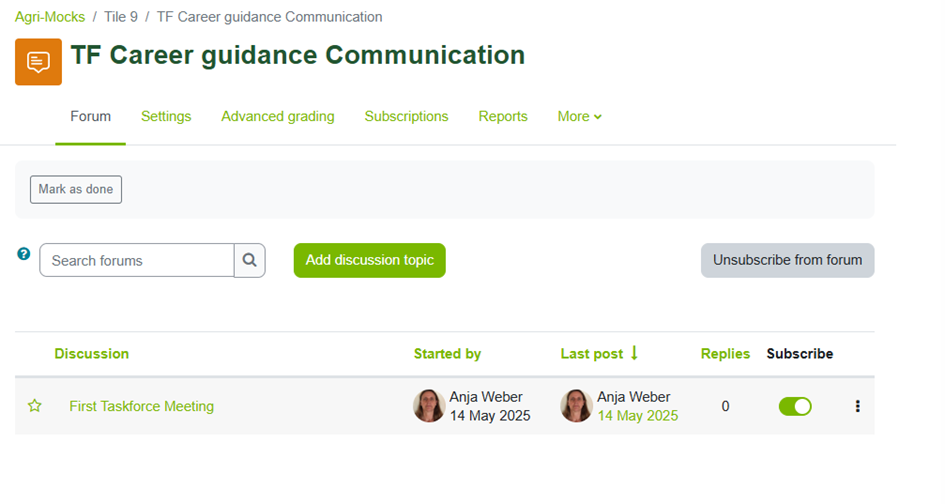 Agri-Mocks / Tile 9 / TF Career guidance Communication
TF Career guidance Communication
Forum Settings Advanced grading Subscriptions Reports More
Mark as done
? Search forums Add discussion topic Unsubscribe from forum
Discussion Started by Last post ↓ Replies Subscribe
First Taskforce Meeting Anja Weber 14 May 2025 Anja Weber 14 May 2025 0